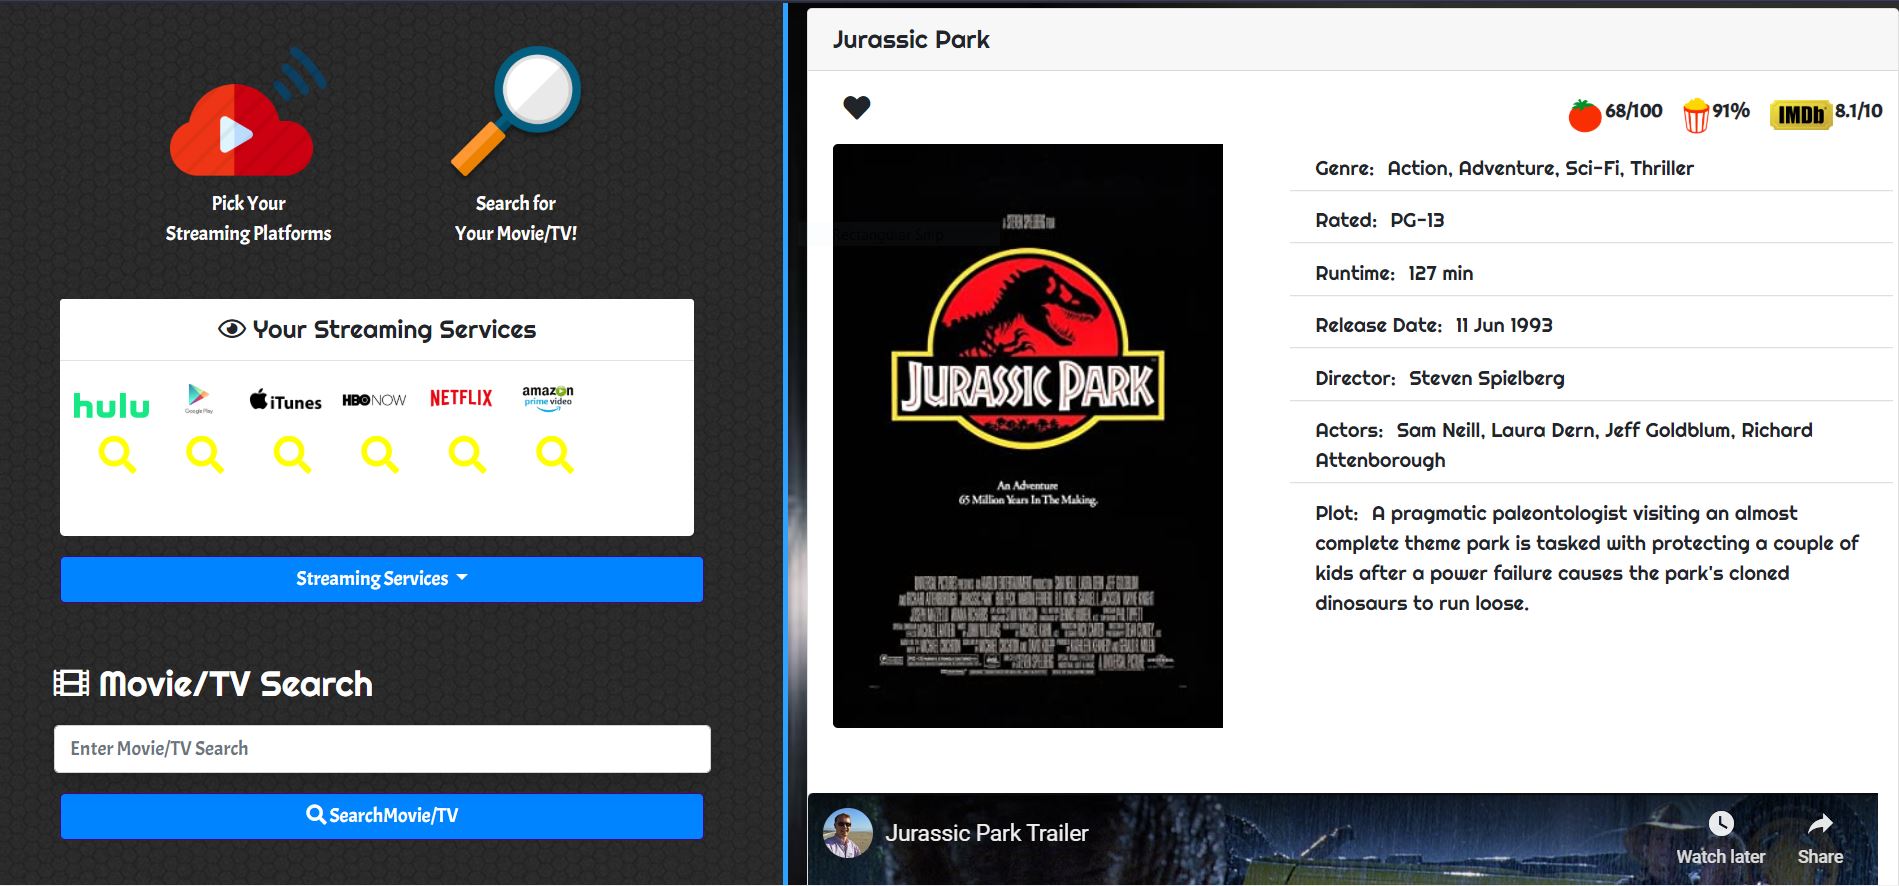 Pick Your
Streaming Platforms
Search for
Your Movie/TV!
Your Streaming Services
hulu
Google Play
iTunes
HBO NOW
NETFLIX
amazon
prime video
Streaming Services
Movie/TV Search
Enter Movie/TV Search
SearchMovie/TV
Jurassic Park
68/100
91%
IMDb 8.1/10
Rectangular Snip
A STEVEN SPIELBERG FILM
JURASSIC PARK
An Adventure
65 Million Years In The Making.
Genre: Action, Adventure, Sci-Fi, Thriller
Rated: PG-13
Runtime: 127 min
Release Date: 11 Jun 1993
Director: Steven Spielberg
Actors: Sam Neill, Laura Dern, Jeff Goldblum, Richard
Attenborough
Plot: A pragmatic paleontologist visiting an almost
complete theme park is tasked with protecting a couple of
kids after a power failure causes the park's cloned
dinosaurs to run loose.
Jurassic Park Trailer
Watch later
Share